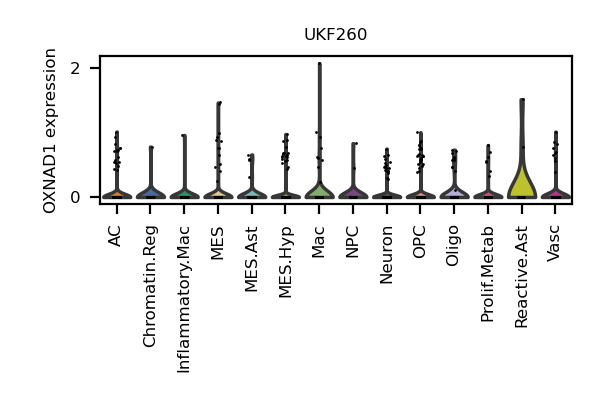 UKF260
OXNAD1 expression
2
0
AC
Chromatin.Reg
Inflammatory.Mac
MES
MES.Ast
MES.Hyp
Mac
NPC
Neuron
OPC
Oligo
Prolif.Metab
Reactive.Ast
Vasc